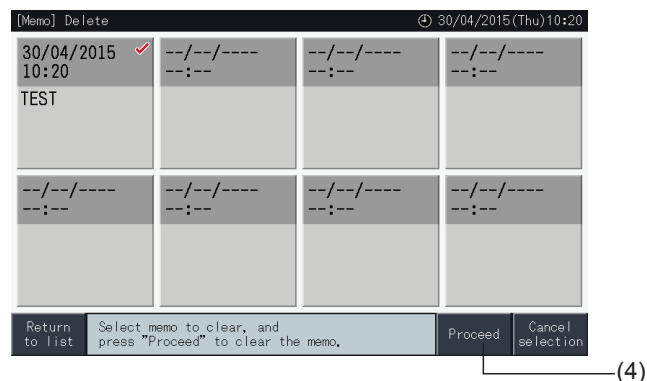 [Memo] Delete 30/04/2015(Thu)10:20
30/04/2015 --/--/---- --/--/---- --/--/----
10:20 --:-- --:-- --:--
TEST
--/--/---- --/--/---- --/--/---- --/--/----
--:-- --:-- --:-- --:--
Return Select memo to clear, and Proceed Cancel
to list press "Proceed" to clear the memo. selection
(4)